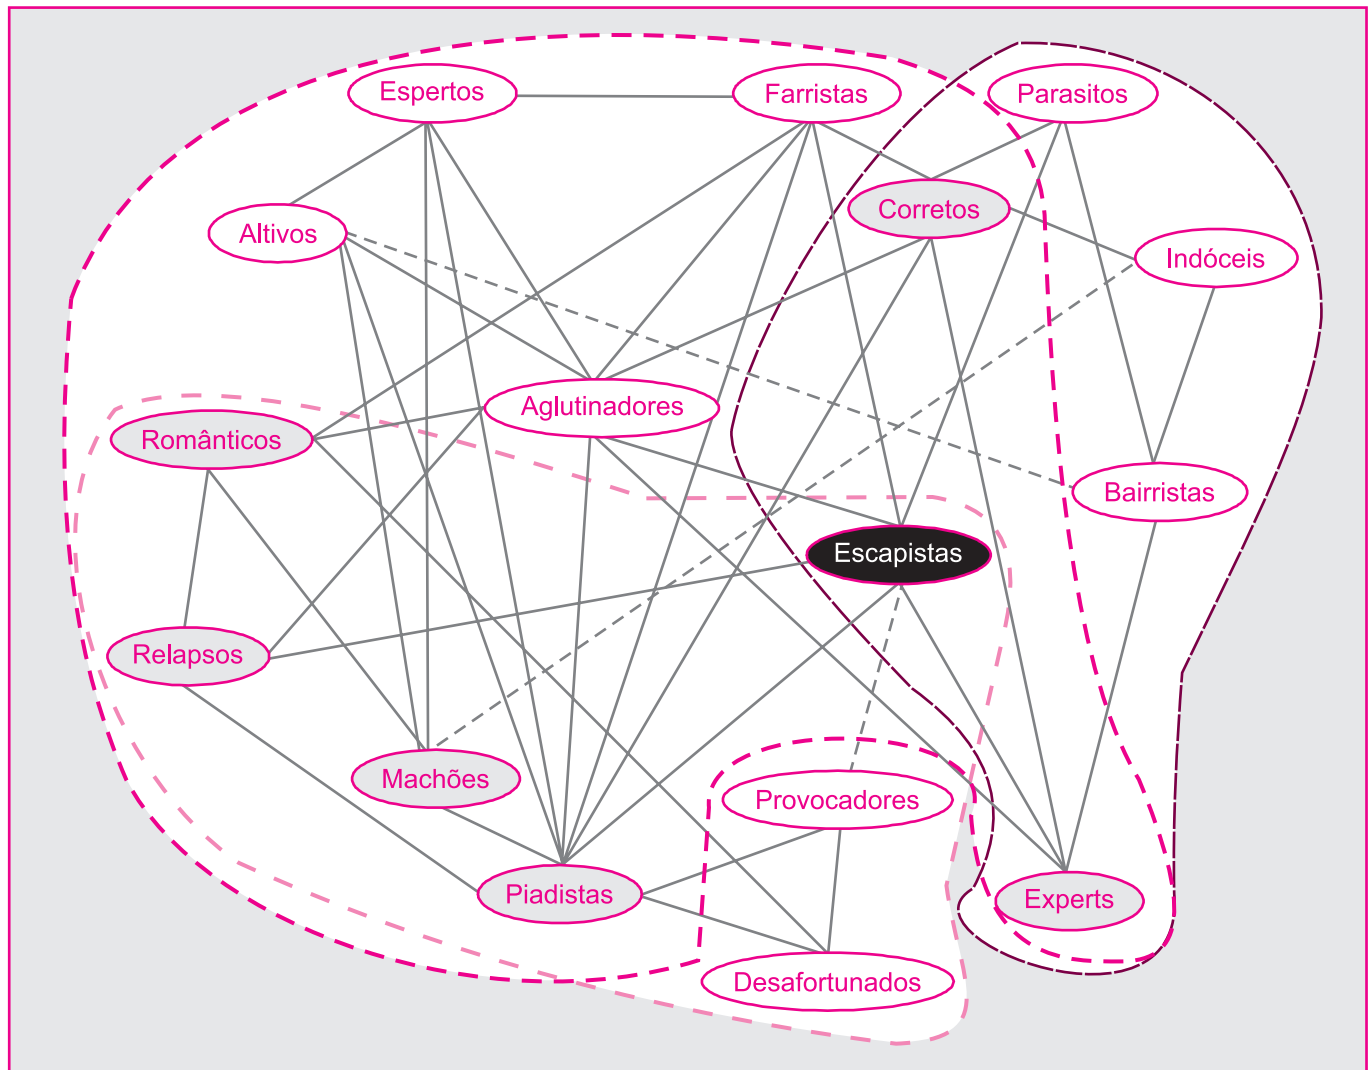 Espertos
Farristas
Parasitos
Corretos
Altivos
Indóceis
Aglutinadores
Românticos
Bairristas
Escapistas
Relapsos
Machões
Provocadores
Piadistas
Experts
Desafortunados